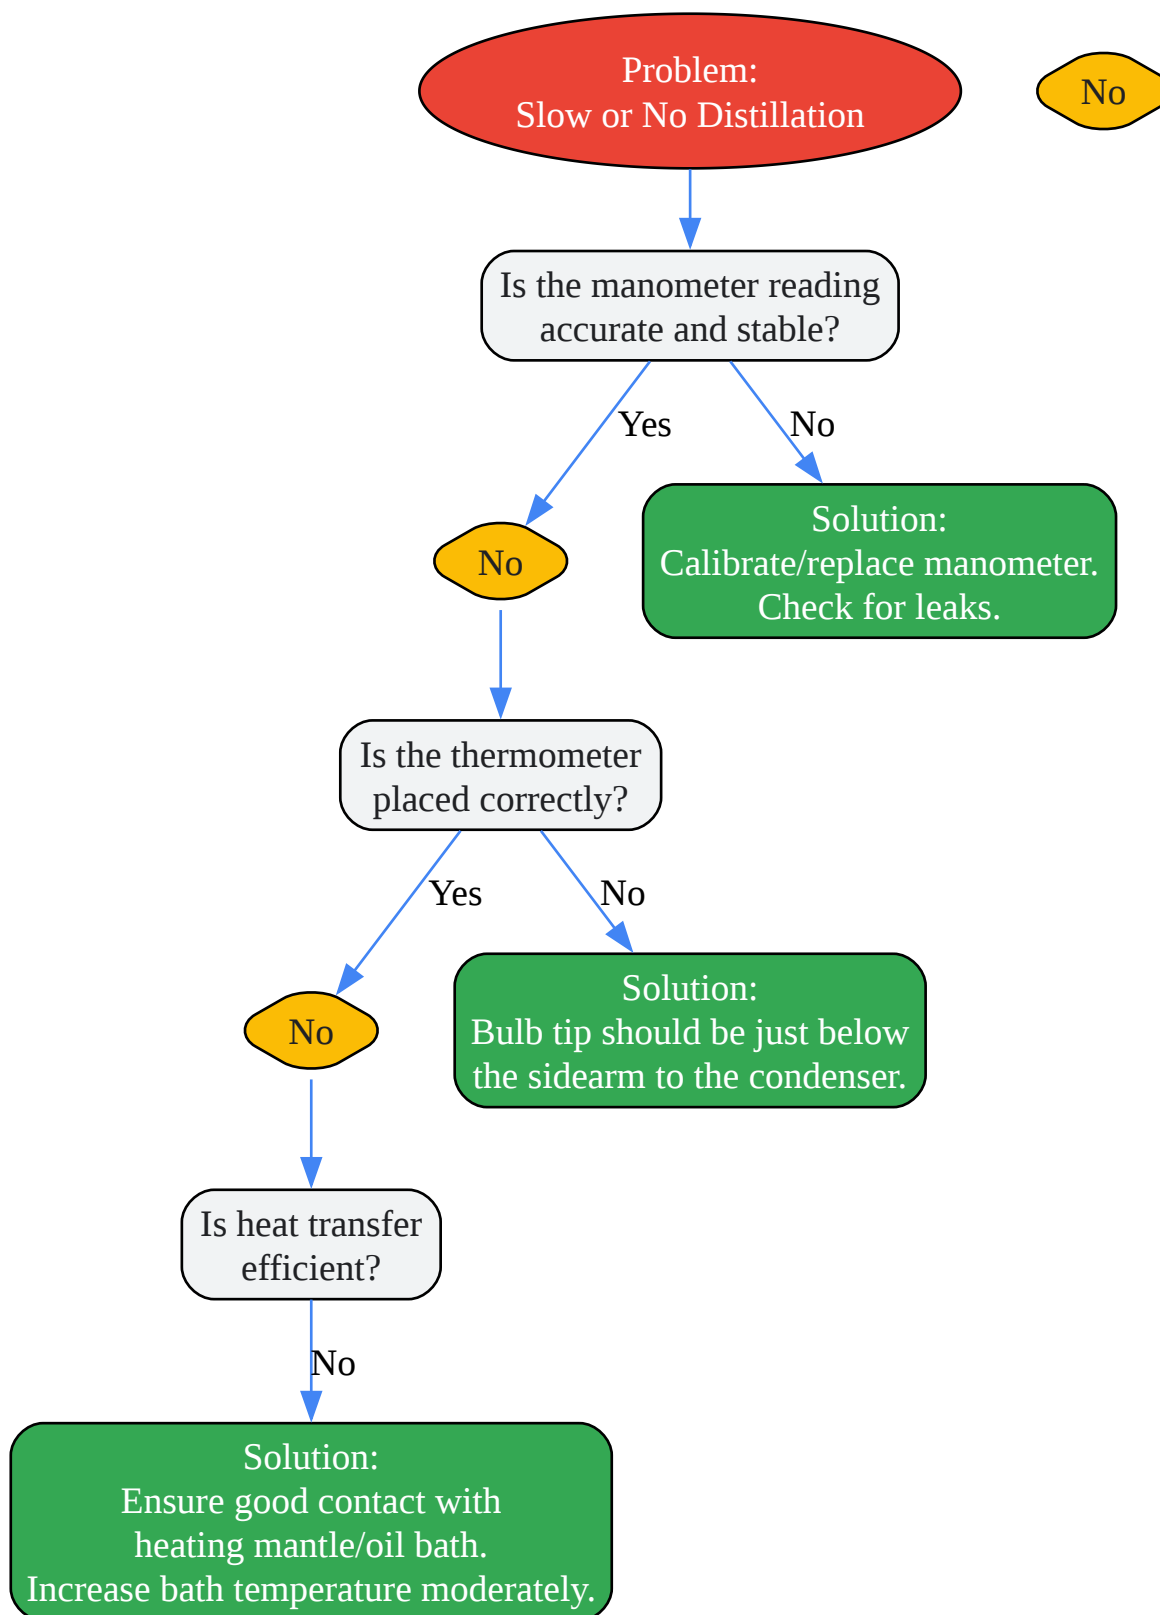 Problem:
Slow or No Distillation
No
Is the manometer reading
accurate and stable?
Yes
No
Solution:
Calibrate/replace manometer.
Check for leaks.
No
Is the thermometer
placed correctly?
Yes
No
Solution:
Bulb tip should be just below
the sidearm to the condenser.
No
Is heat transfer
efficient?
No
Solution:
Ensure good contact with
heating mantle/oil bath.
Increase bath temperature moderately.